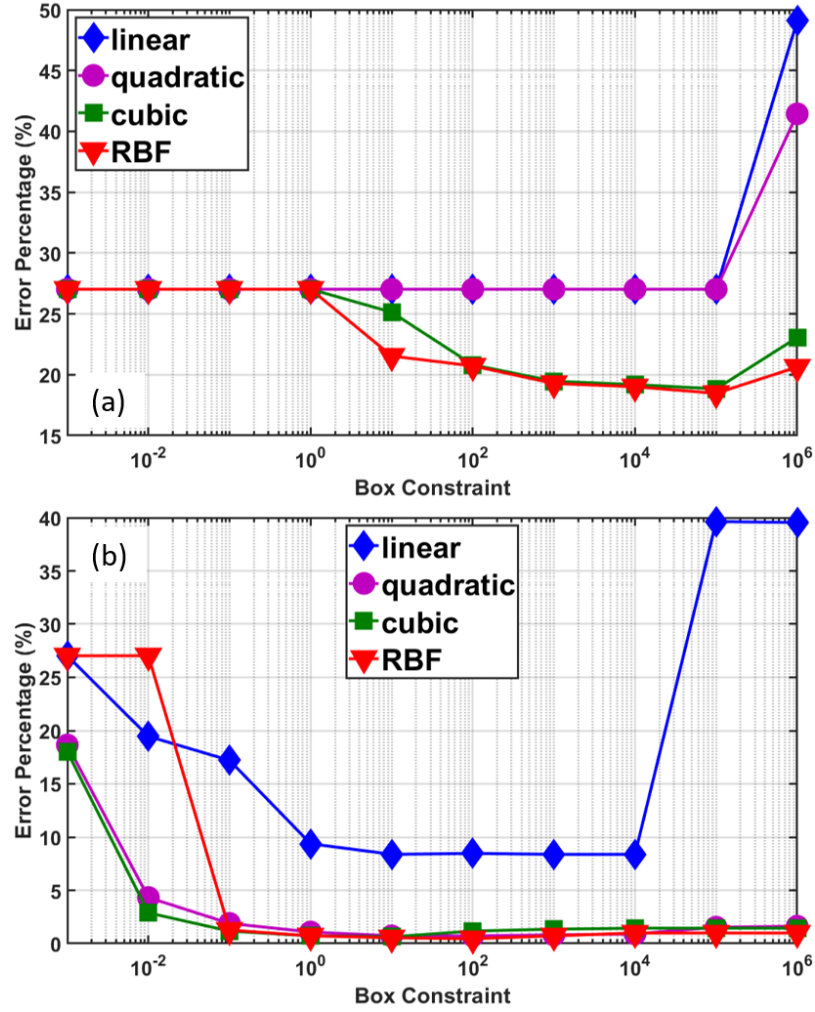 50
45
40
35
30
25
20
15
Error Percentage (%)
linear
quadratic
cubic
RBF
(a)
10^-2
10^0
10^2
10^4
10^6
Box Constraint
40
35
30
25
20
15
10
5
0
Error Percentage (%)
(b)
linear
quadratic
cubic
RBF
10^-2
10^0
10^2
10^4
10^6
Box Constraint